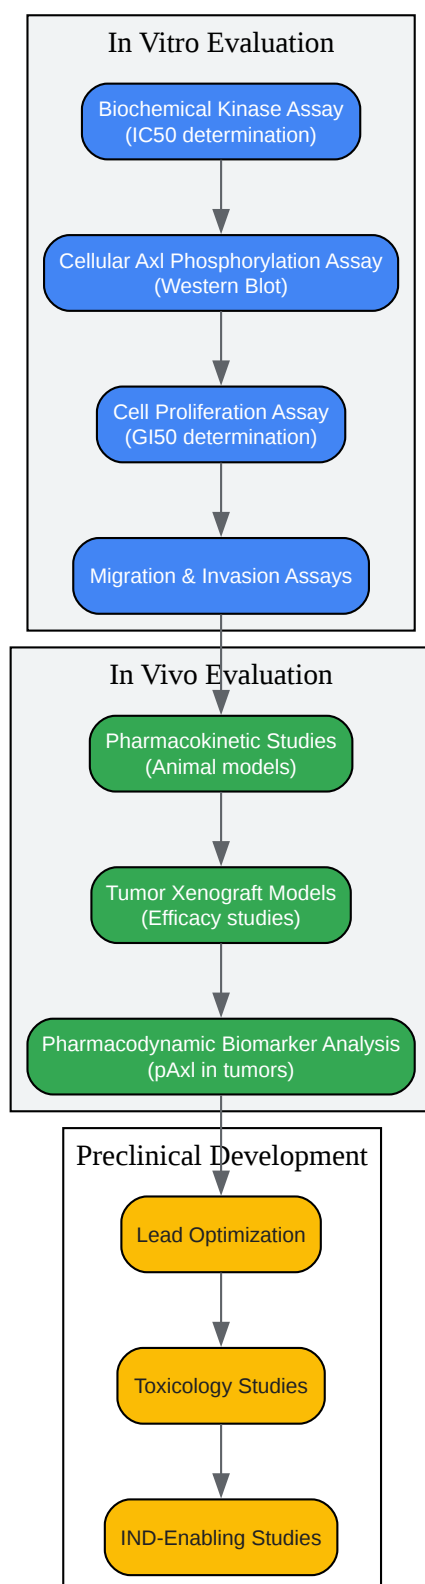 In Vitro Evaluation
Biochemical Kinase Assay
(IC50 determination)
Cellular Axl Phosphorylation Assay
(Western Blot)
Cell Proliferation Assay
(GI50 determination)
Migration & Invasion Assays
In Vivo Evaluation
Pharmacokinetic Studies
(Animal models)
Tumor Xenograft Models
(Efficacy studies)
Pharmacodynamic Biomarker Analysis
(pAxl in tumors)
Preclinical Development
Lead Optimization
Toxicology Studies
IND-Enabling Studies